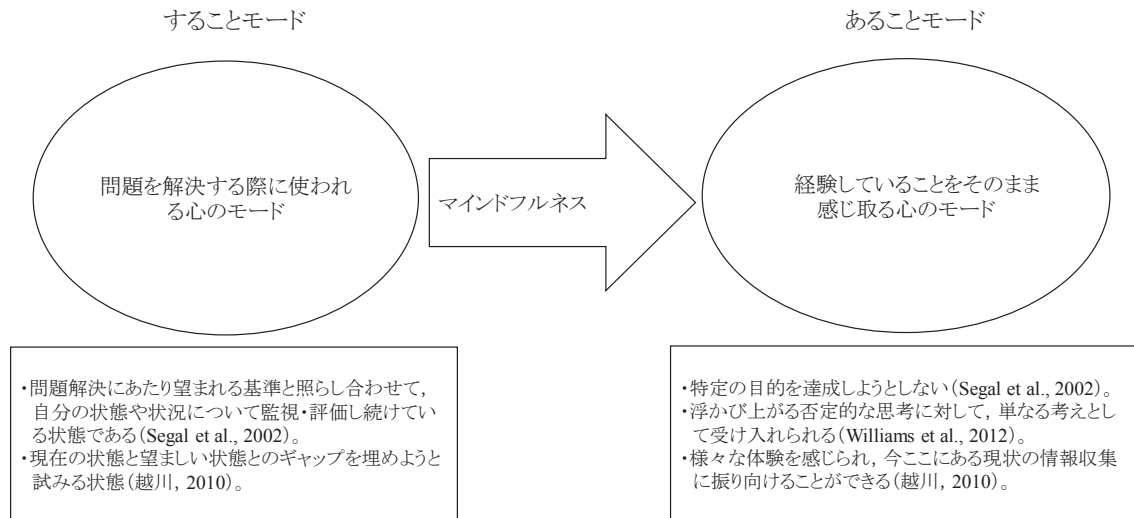 することモード
あることモード
問題を解決する際に使われ
る心のモード
マインドフルネス
経験していることをそのまま
感じ取る心のモード
・問題解決にあたり望まれる基準と照らし合わせて，
自分の状態や状況について監視・評価し続けてい
る状態である（Segal et al., 2002）。
・現在の状態と望ましい状態とのギャップを埋めようと
試みる状態（越川, 2010）。
・特定の目的を達成しようとしない（Segal et al., 2002）。
・浮かび上がる否定的な思考に対して，単なる考えとし
て受け入れられる（Williams et al., 2012）。
・様々な体験を感じられ，今ここにある現状の情報収集
に振り向けることができる（越川, 2010）。